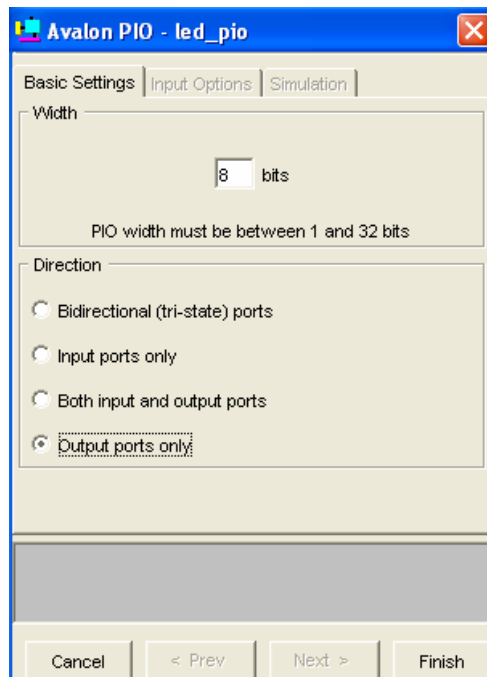 Avalon PIO - led_pio
Basic Settings Input Options Simulation
Width
8 bits
PIO width must be between 1 and 32 bits
Direction
Bidirectional (tri-state) ports
Input ports only
Both input and output ports
Output ports only
Cancel < Prev Next > Finish